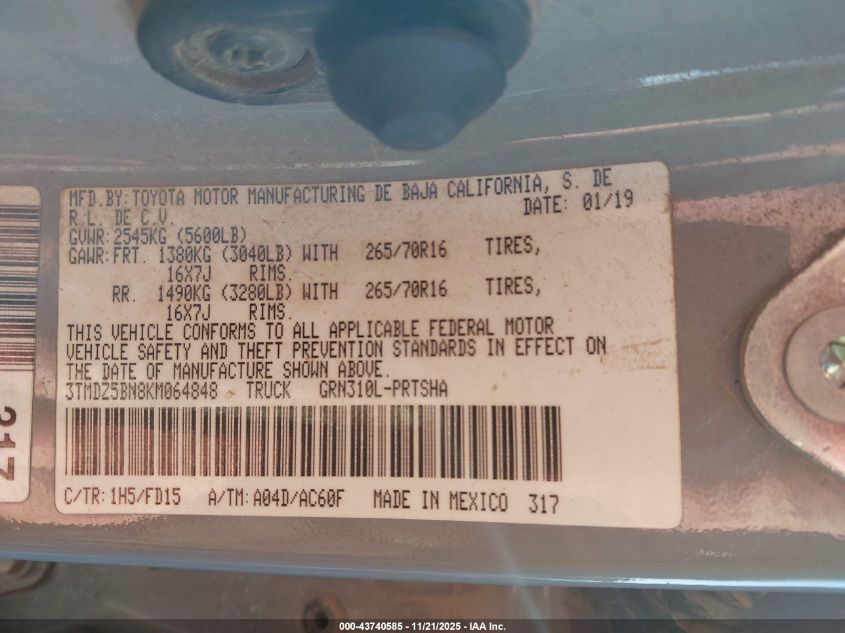 MFD.BY:TOYOTA MOTOR MANUFACTURING DE BAJA CALIFORNIA, S. DE
R.L. DE C.V. DATE: 01/19
GVWR:2545KG (5600LB)
GAWR:FRT. 1380KG (3040LB) WITH 265/70R16 TIRES,
16X7J RIMS.
RR. 1490KG (3280LB) WITH 265/70R16 TIRES,
16X7J RIMS.
THIS VEHICLE CONFORMS TO ALL APPLICABLE FEDERAL MOTOR
VEHICLE SAFETY AND THEFT PREVENTION STANDARDS IN EFFECT ON
THE DATE OF MANUFACTURE SHOWN ABOVE.
3TMDZ5BN8KM064848 TRUCK GRN310L-PRTSHA
C/TR:1H5/FD15 A/TM:A04D/AC60F MADE IN MEXICO 317
217
000-43740585 - 11/21/2025 - IAA Inc.